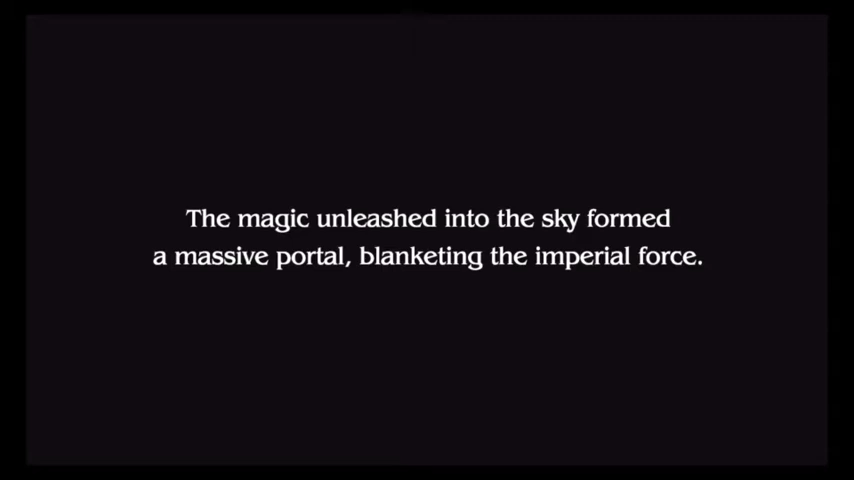 The magic unleashed into the sky formed
a massive portal, blanketing the imperial force.